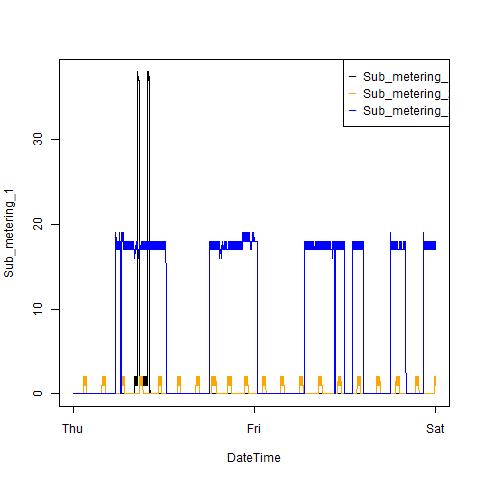 Sub_metering_
Sub_metering_
Sub_metering_
Sub_metering_1
0
10
20
30
Thu
Fri
Sat
DateTime